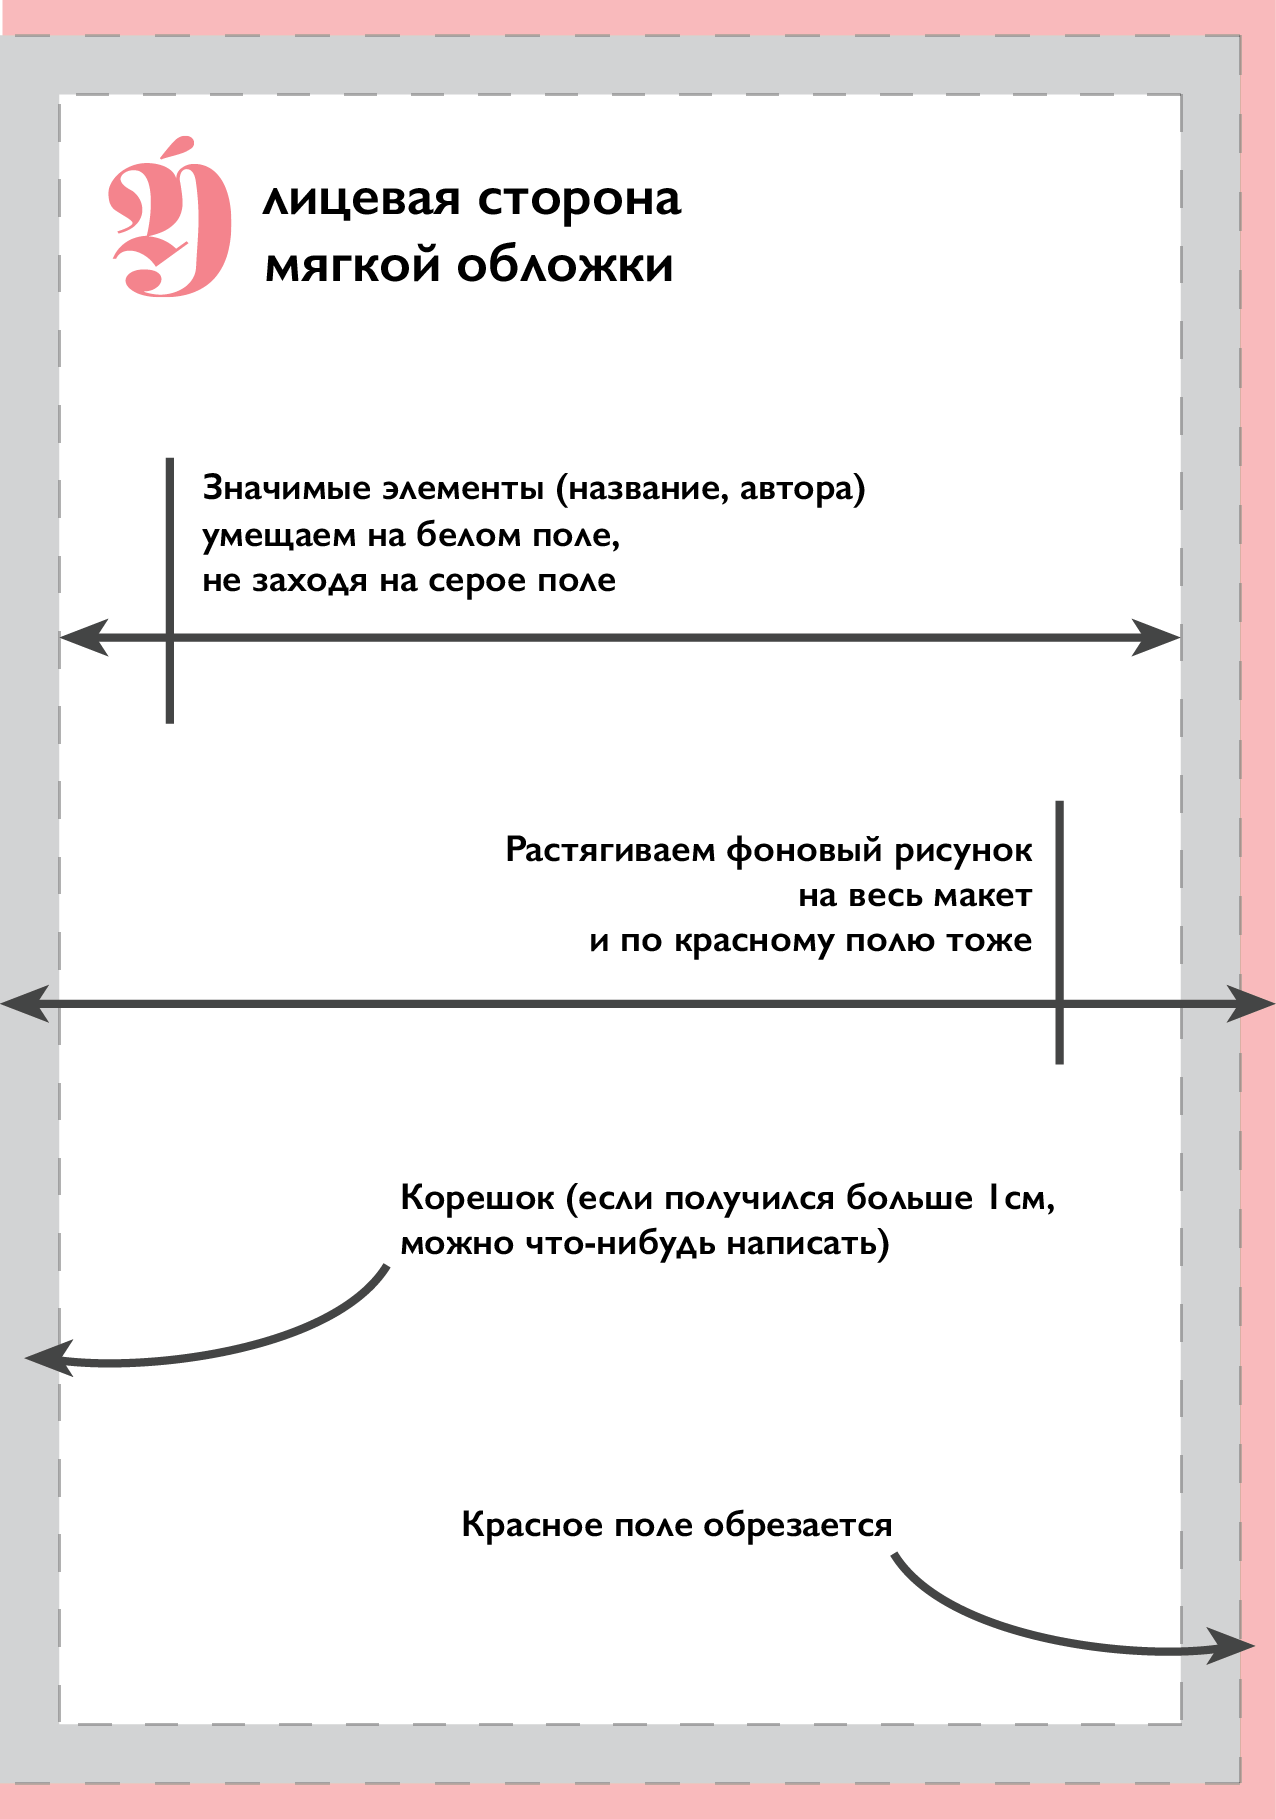 лицевая сторона
мягкой обложки
Значимые элементы (название, автора)
умещаем на белом поле,
не заходя на серое поле
Растягиваем фоновый рисунок
на весь макет
и по красному полю тоже
Корешок (если получился больше 1см,
можно что-нибудь написать)
Красное поле обрезается